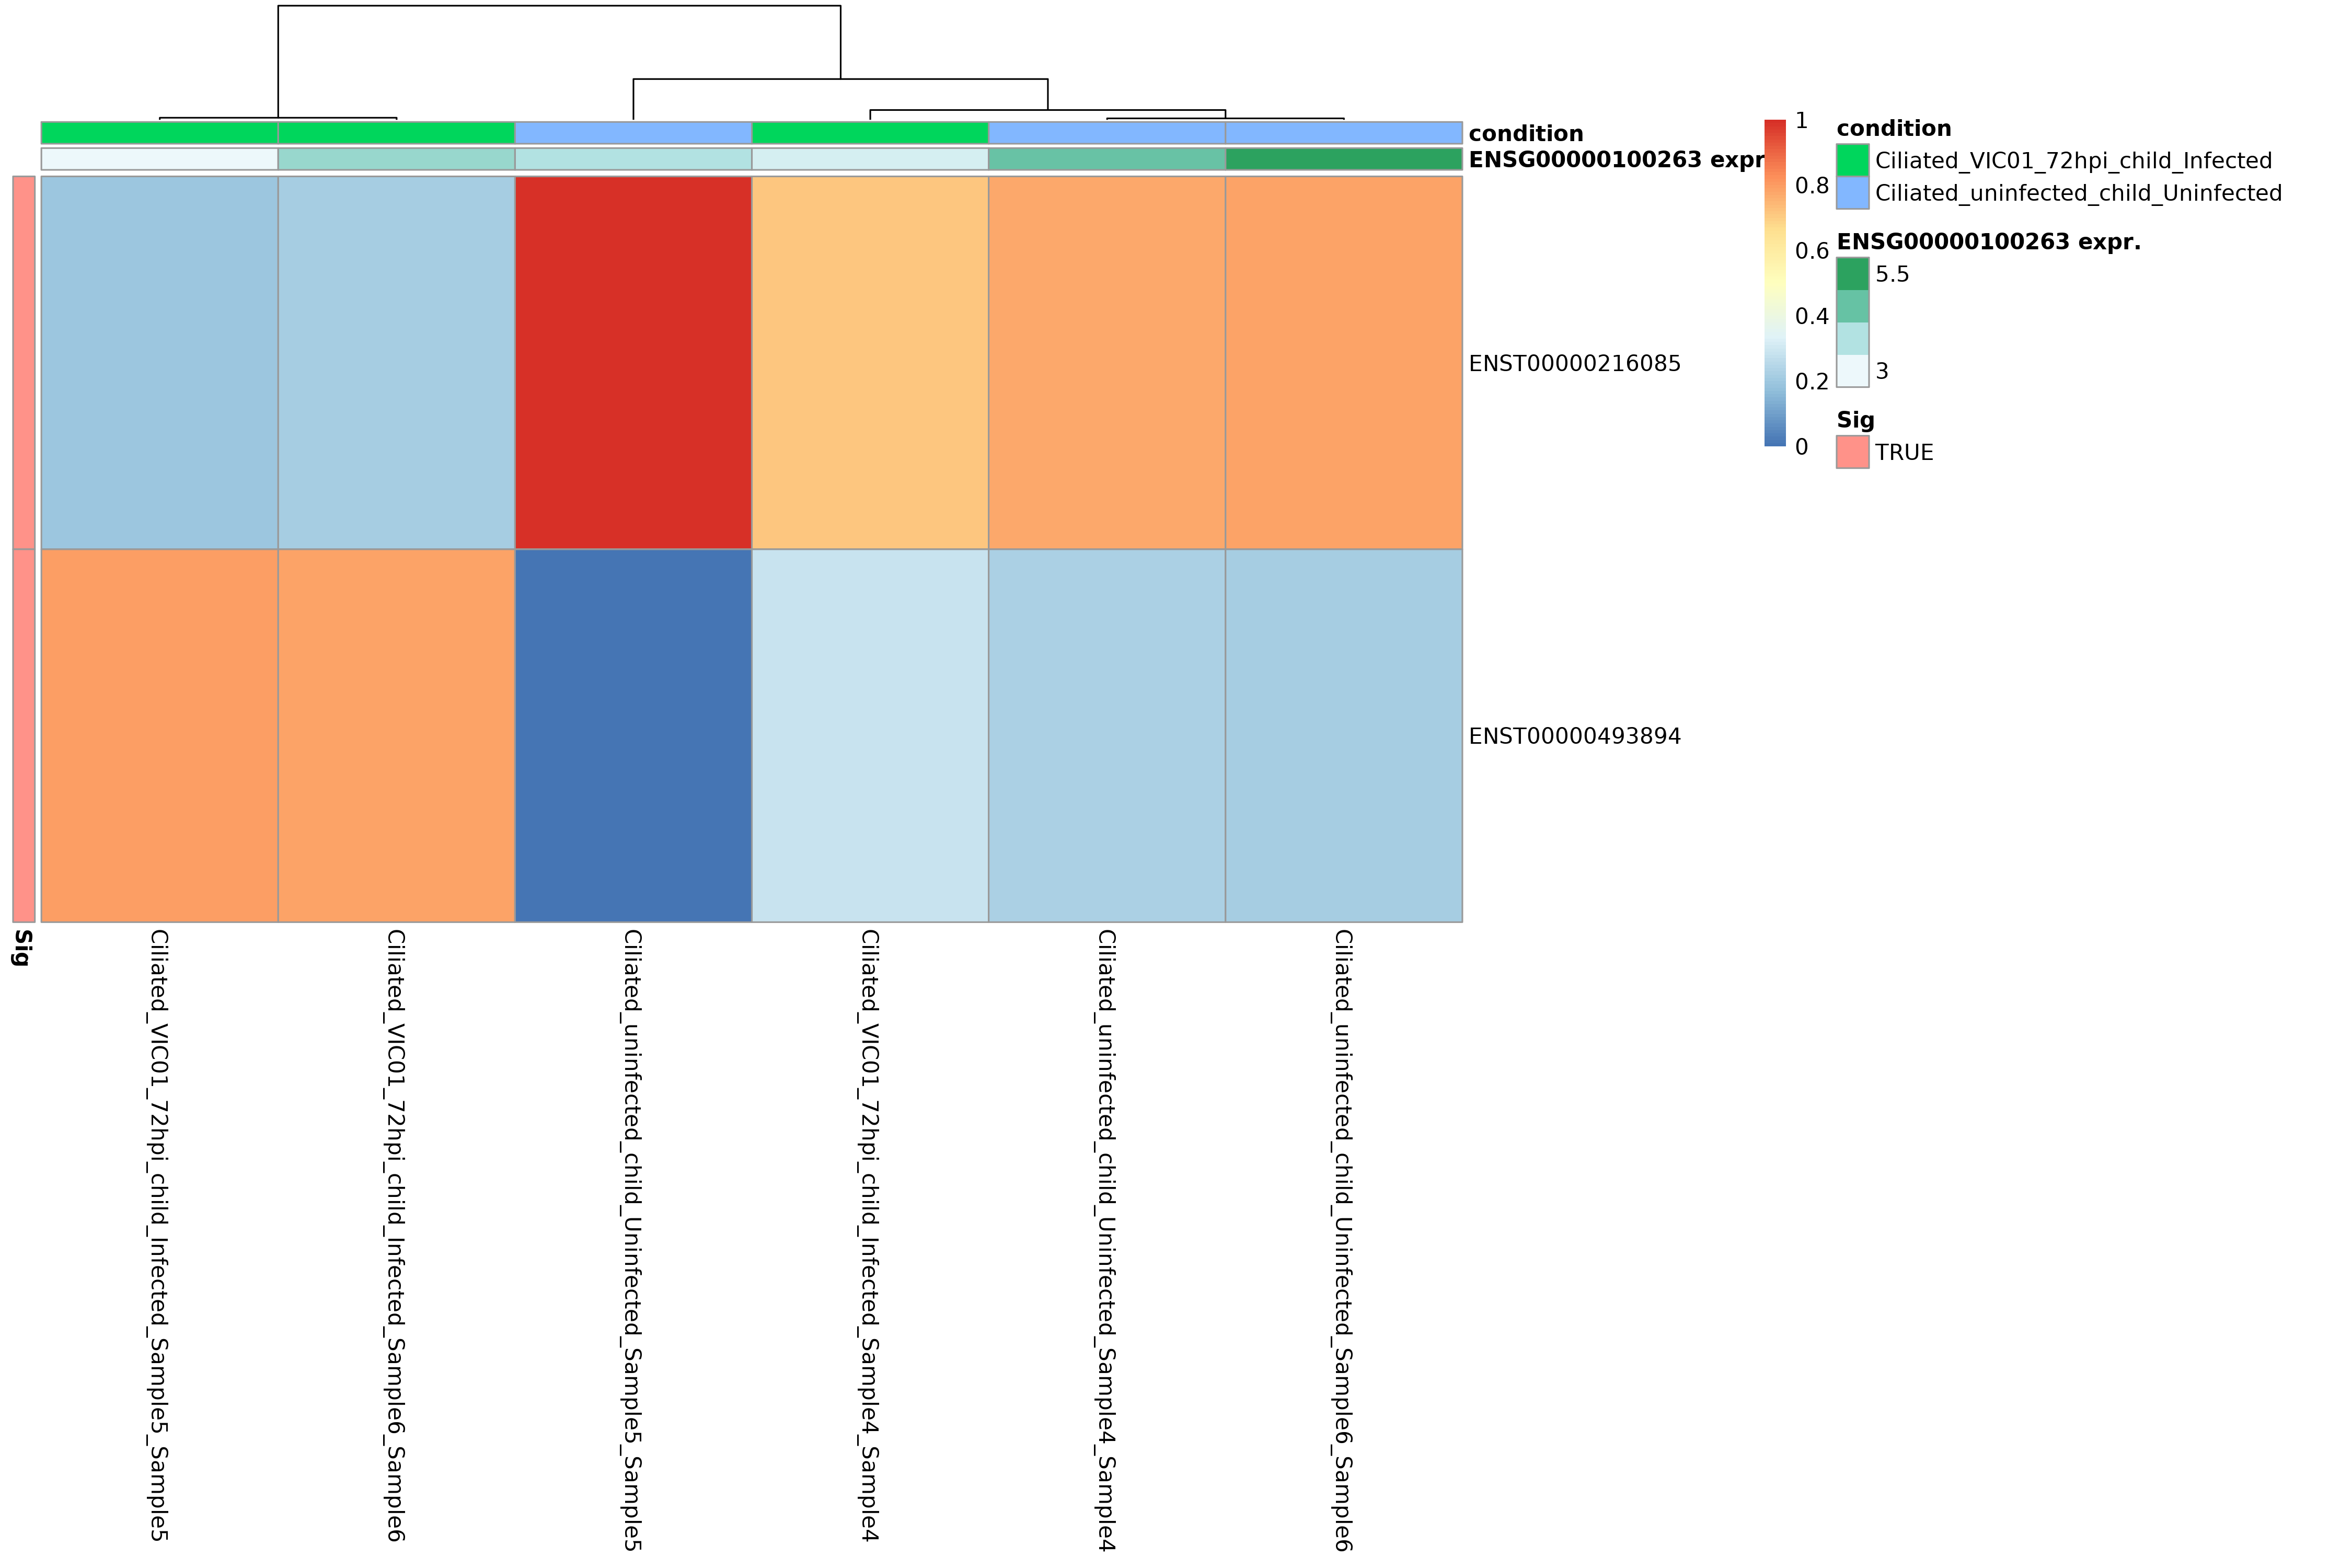 condition
ENSG00000100263 expr
ENST00000216085
ENST00000493894
1
0.8
0.6
0.4
0.2
0
condition
Ciliated_VIC01_72hpi_child_Infected
Ciliated_uninfected_child_Uninfected
ENSG00000100263 expr.
5.5
3
Sig
TRUE
Sig
Ciliated_VIC01_72hpi_child_Infected_Sample5_Sample5
Ciliated_VIC01_72hpi_child_Infected_Sample6_Sample6
Ciliated_uninfected_child_Uninfected_Sample5_Sample5
Ciliated_VIC01_72hpi_child_Infected_Sample4_Sample4
Ciliated_uninfected_child_Uninfected_Sample4_Sample4
Ciliated_uninfected_child_Uninfected_Sample6_Sample6